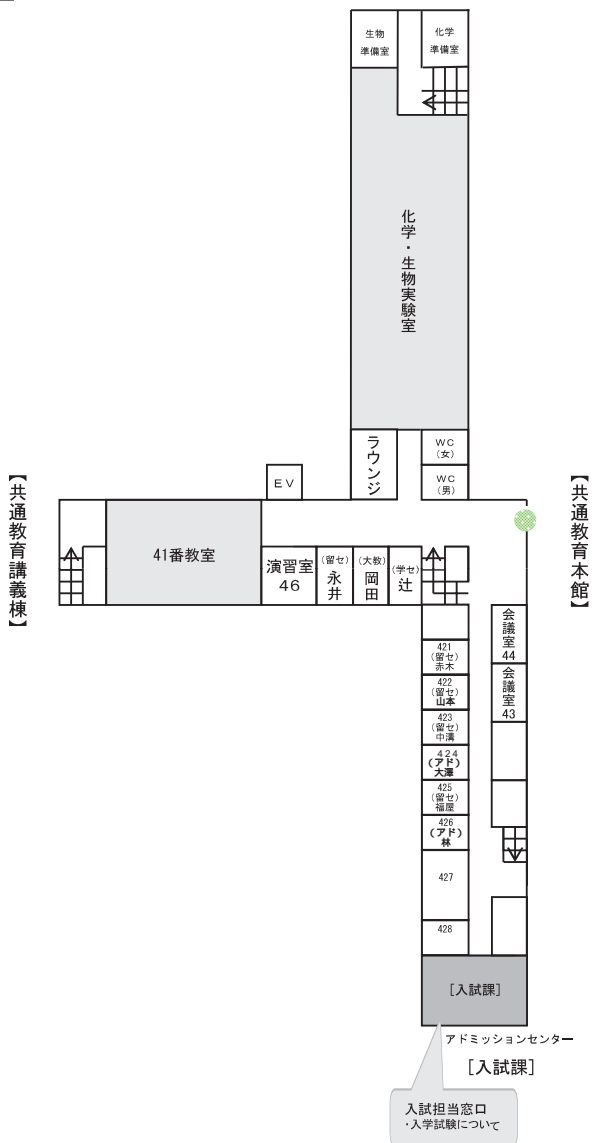 生物
準備室
化学
準備室
化学・生物実験室
ラウンジ
WC
(女)
WC
(男)
EV
【共通教育講義棟】
【共通教育本館】
41番教室
演習室
46
(留セ)
永井
(大教)
岡田
(学セ)
辻
会議室
44
会議室
43
421
(留セ)
赤木
422
(留セ)
山本
423
(留セ)
中溝
424
(アド)
大澤
425
(留セ)
福屋
426
(アド)
林
427
428
[入試課]
アドミッションセンター
[入試課]
入試担当窓口
・入学試験について